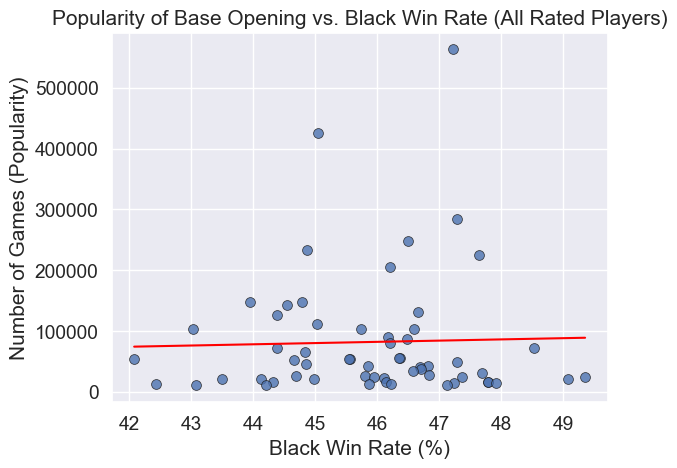 Popularity of Base Opening vs. Black Win Rate (All Rated Players)
Number of Games (Popularity)
500000
400000
300000
200000
100000
0
42 43 44 45 46 47 48 49
Black Win Rate (%)